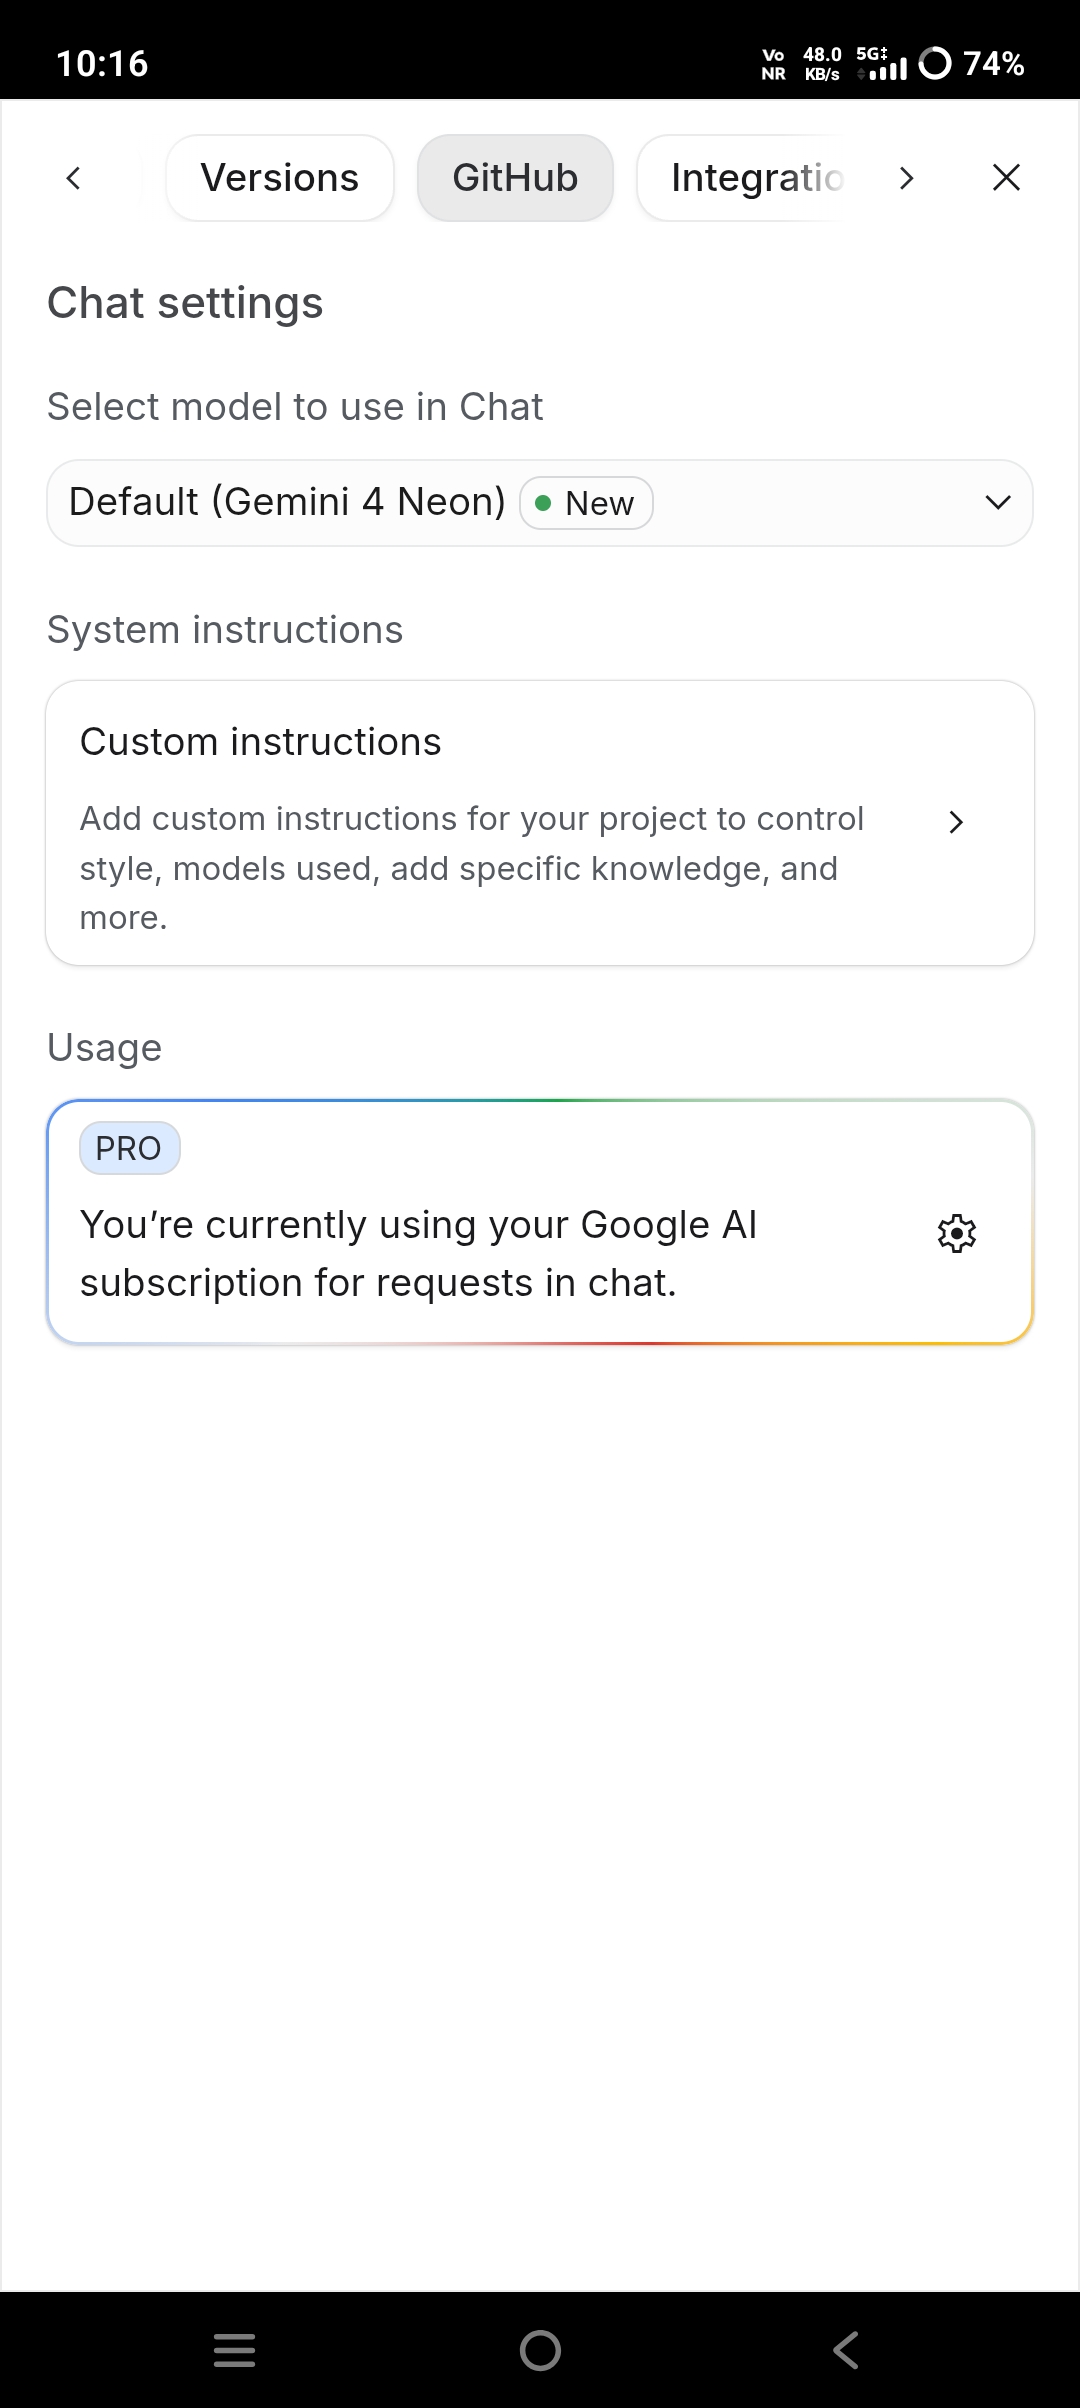 10:16
Vo NR 48.0 KB/s 5G 74%
Versions GitHub Integratio
Chat settings
Select model to use in Chat
Default (Gemini 4 Neon) New
System instructions
Custom instructions
Add custom instructions for your project to control
style, models used, add specific knowledge, and
more.
Usage
PRO
You’re currently using your Google AI
subscription for requests in chat.